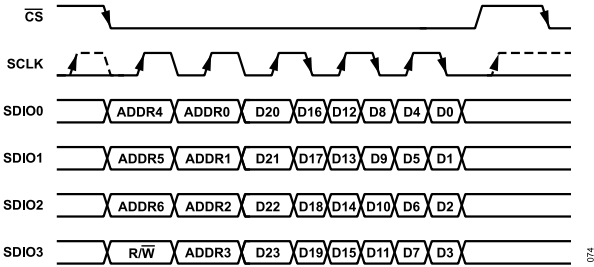 CS
SCLK
SDIO0 ADDR4 ADDR0 D20 D16 D12 D8 D4 D0
SDIO1 ADDR5 ADDR1 D21 D17 D13 D9 D5 D1
SDIO2 ADDR6 ADDR2 D22 D18 D14 D10 D6 D2
SDIO3 R/W ADDR3 D23 D19 D15 D11 D7 D3
074